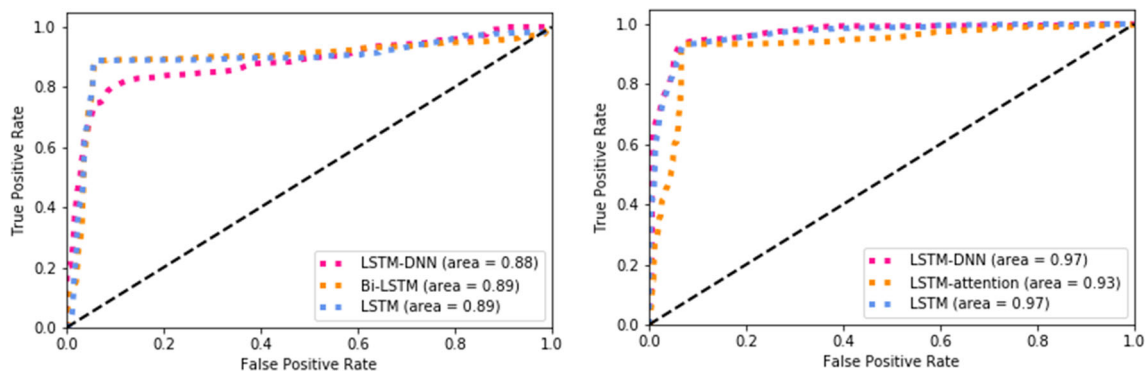 1.0
0.8
0.6
0.4
0.2
0.0
True Positive Rate
LSTM-DNN (area = 0.88)
Bi-LSTM (area = 0.89)
LSTM (area = 0.89)
0.0 0.2 0.4 0.6 0.8 1.0
False Positive Rate
1.0
0.8
0.6
0.4
0.2
0.0
True Positive Rate
LSTM-DNN (area = 0.97)
LSTM-attention (area = 0.93)
LSTM (area = 0.97)
0.0 0.2 0.4 0.6 0.8 1.0
False Positive Rate